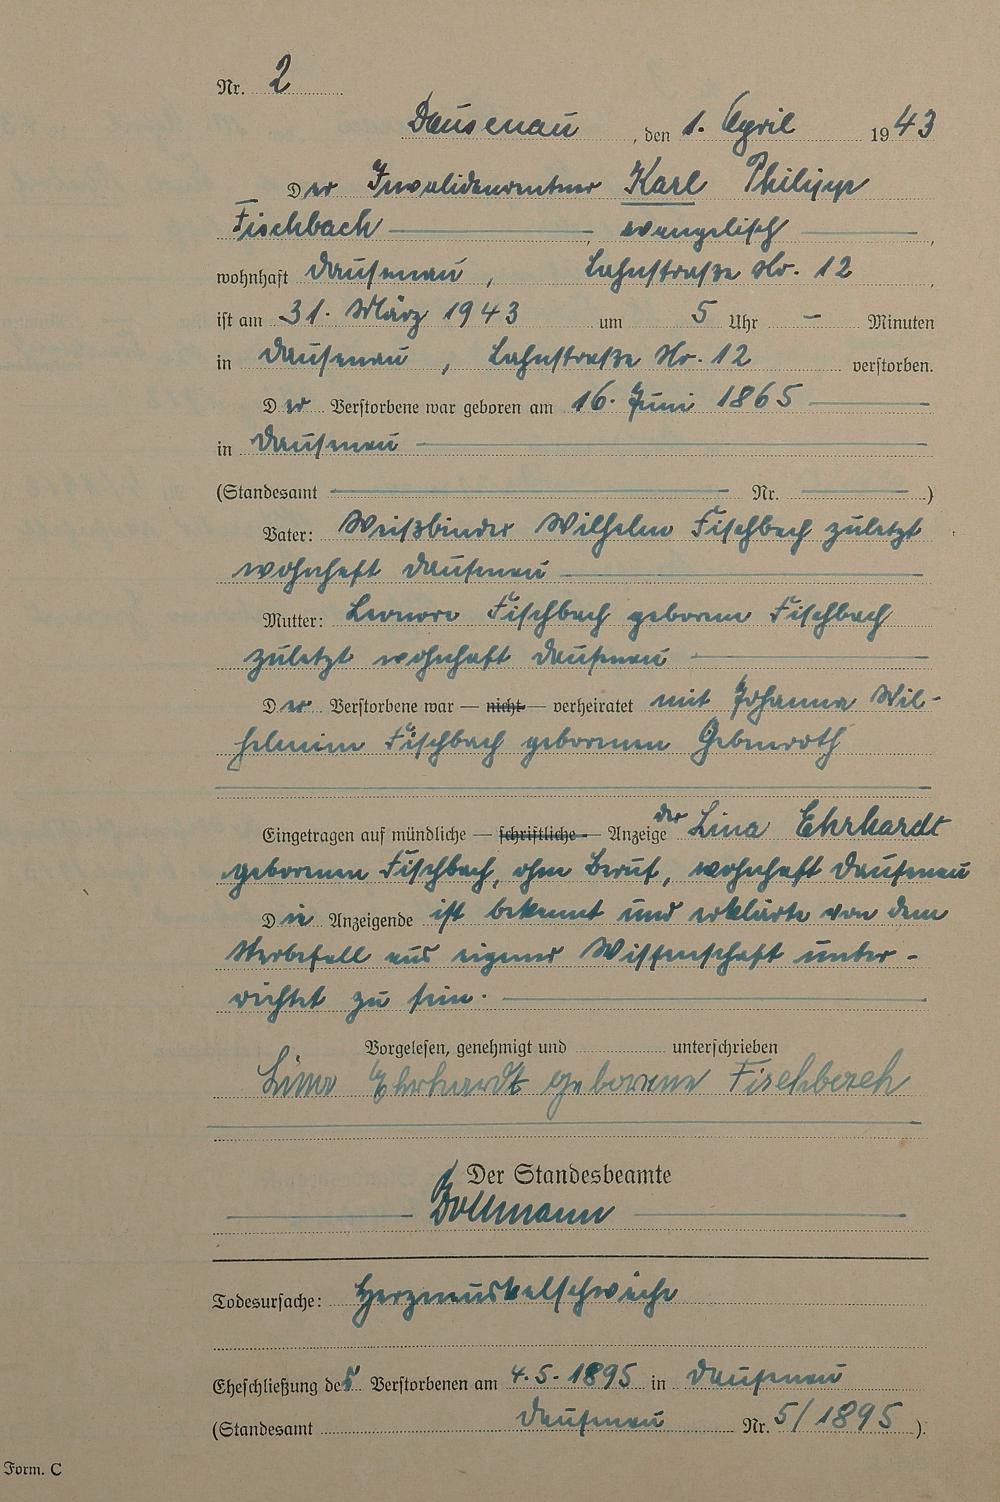 Nr. 2
Dausenau, den 1. April 1943
Der Invalidenrentner Karl Philipp
Fischbach, evangelisch,
wohnhaft Dausenau, Lahnstraße Nr. 12,
ist am 31. März 1943 um 5 Uhr – Minuten
in Dausenau, Lahnstraße Nr. 12 verstorben.
Der Verstorbene war geboren am 16. Juni 1865
in Dausenau
(Standesamt Nr. )
Vater: Weißbinder Wilhelm Fischbach zuletzt
wohnhaft Dausenau
Mutter: Leonore Fischbach geborene Fischbach
zuletzt wohnhaft Dausenau
Der Verstorbene war — nicht — verheiratet mit Johanna Wil-
helmine Fischbach geborenen
Eingetragen auf mündliche — schriftliche — Anzeige der Lina Ehrhardt
geborenen Fischbach, ohne Beruf, wohnhaft Dausenau
Die Anzeigende ist bekannt und erklärte von dem
Sterbefall aus eigener Wissenschaft unter-
richtet zu sein.
Vorgelesen, genehmigt und unterschrieben
Lina Ehrhardt geborene Fischbach
Der Standesbeamte
Bollmann
Todesursache: Herzmuskelschwäche
Eheschließung des Verstorbenen am 4.5.1895 in Dausenau
(Standesamt Dausenau Nr. 5/1895).
Form. C